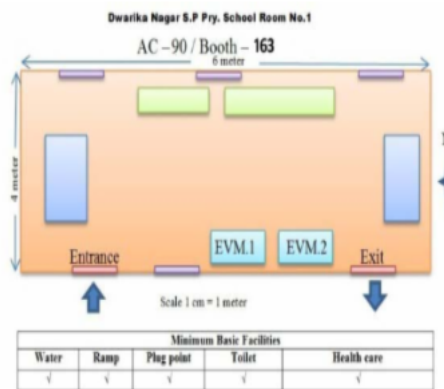 Dwarika Nagar S.P Pry. School Room No.1
AC – 90 / Booth – 163
6 meter
4 meter
EVM.1 EVM.2
Entrance Exit
Scale 1 cm = 1 meter
Minimum Basic Facilities
Water Ramp Plug point Toilet Health care
√ √ √ √ √